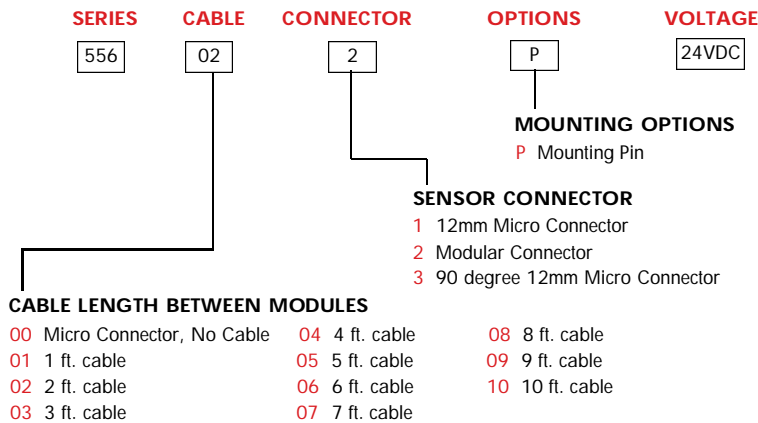 SERIES CABLE CONNECTOR OPTIONS VOLTAGE
556 02 2 P 24VDC
MOUNTING OPTIONS
P Mounting Pin
SENSOR CONNECTOR
1 12mm Micro Connector
2 Modular Connector
3 90 degree 12mm Micro Connector
CABLE LENGTH BETWEEN MODULES
00 Micro Connector, No Cable 04 4 ft. cable 08 8 ft. cable
01 1 ft. cable 05 5 ft. cable 09 9 ft. cable
02 2 ft. cable 06 6 ft. cable 10 10 ft. cable
03 3 ft. cable 07 7 ft. cable